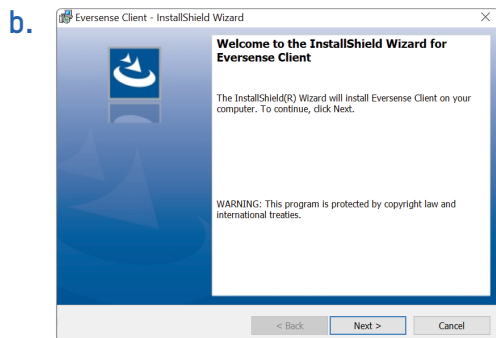 b.
Eversense Client - InstallShield Wizard
Welcome to the InstallShield Wizard for
Eversense Client
The InstallShield(R) Wizard will install Eversense Client on your
computer. To continue, click Next.
WARNING: This program is protected by copyright law and
international treaties.
< Back Next > Cancel